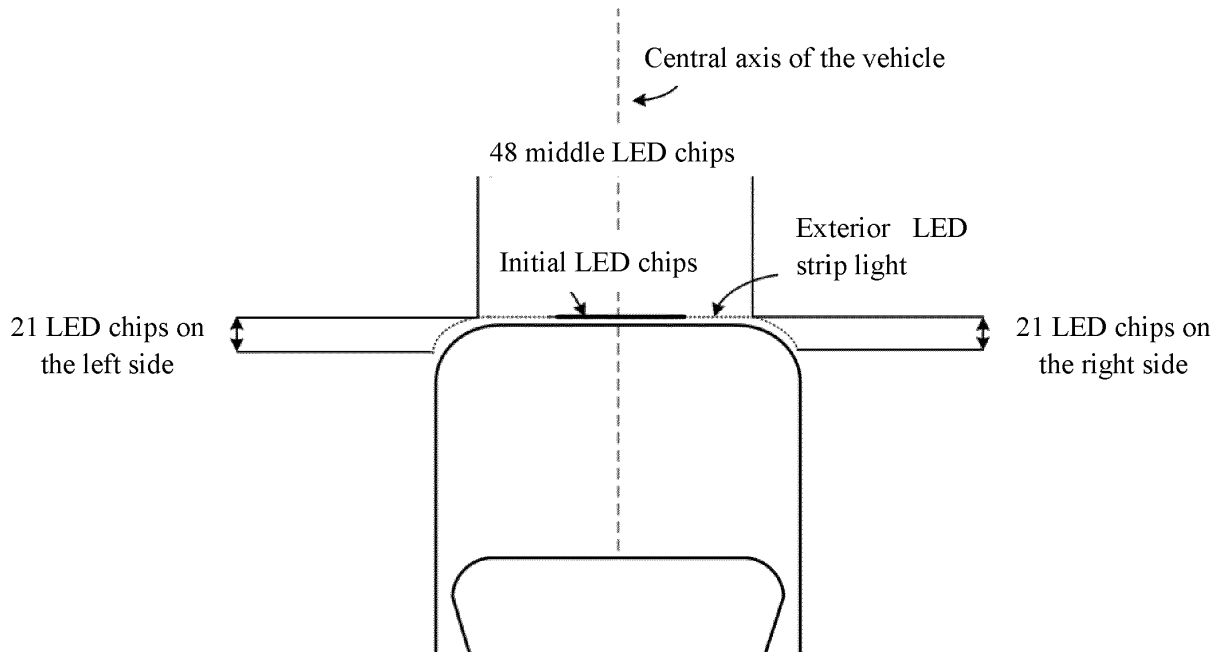 Central axis of the vehicle
48 middle LED chips
Exterior LED
strip light
Initial LED chips
21 LED chips on
the left side
21 LED chips on
the right side